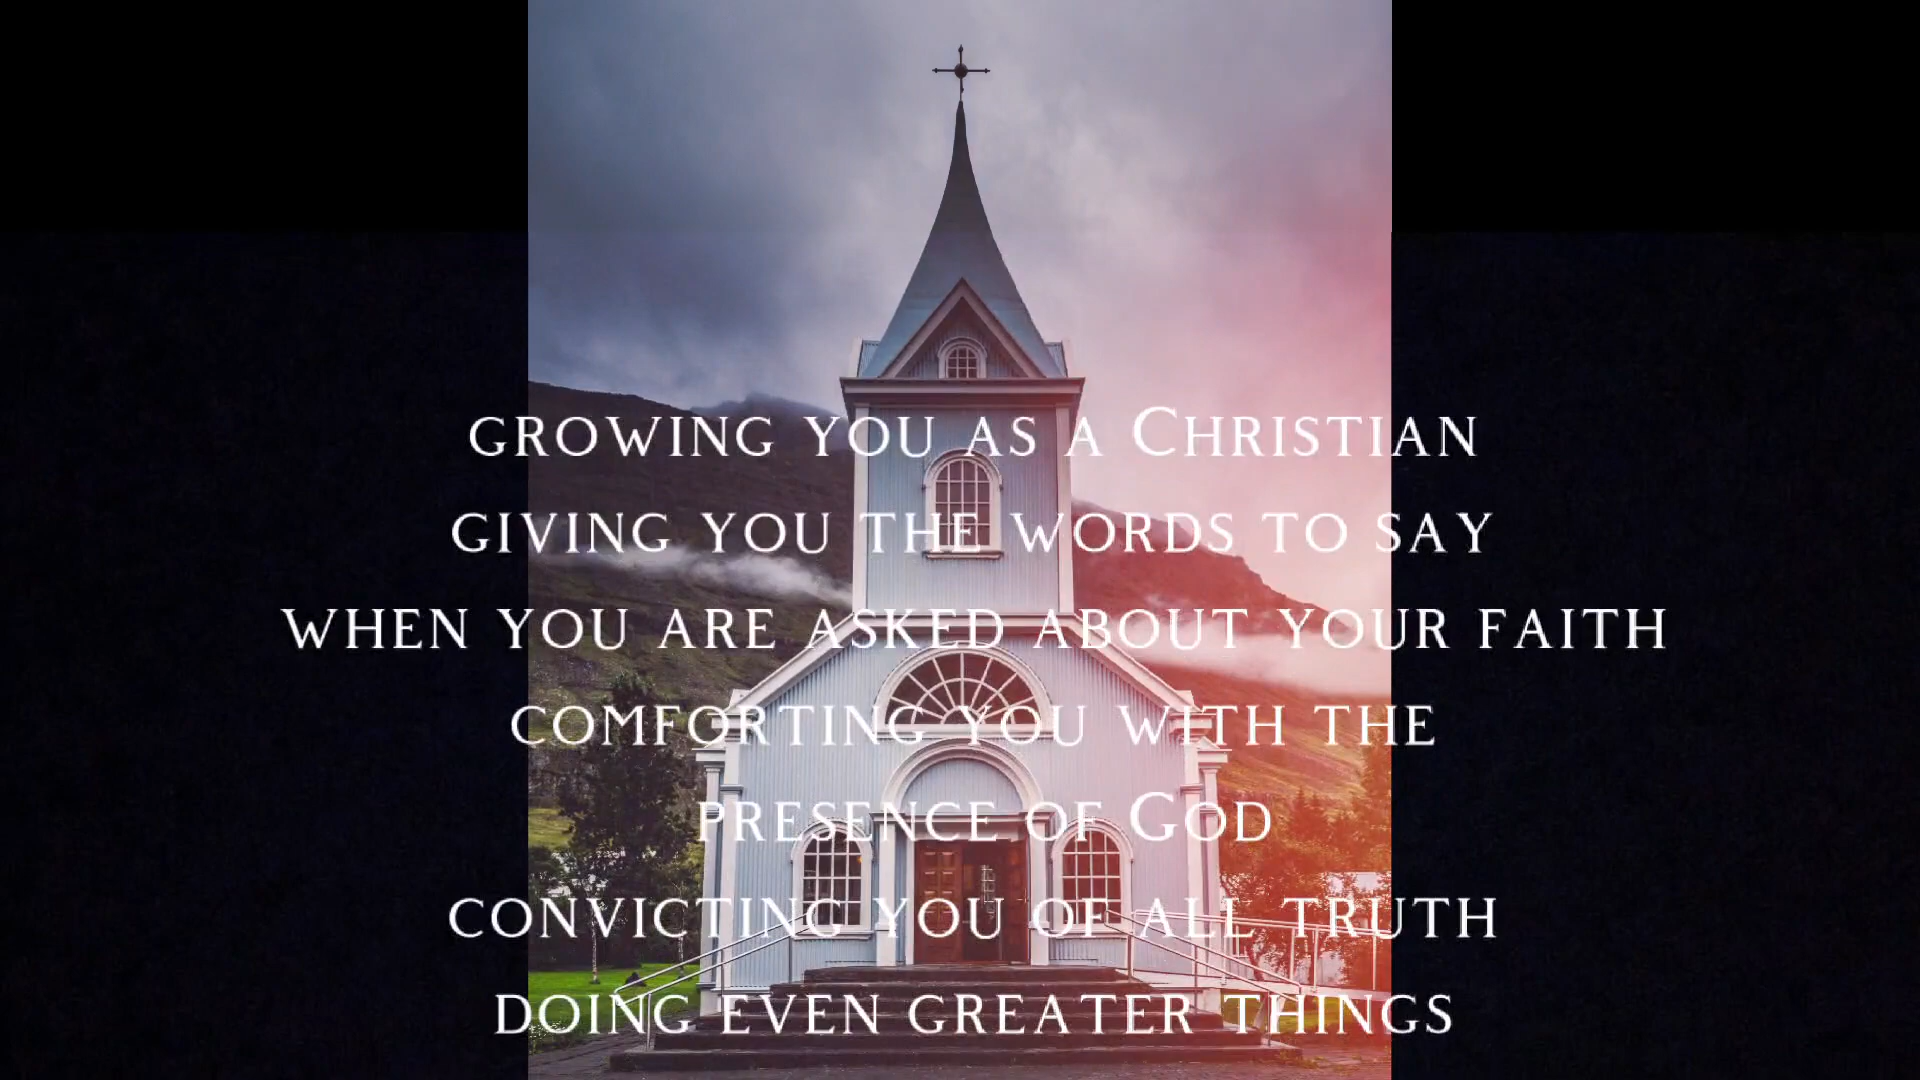 growing you as a Christian
giving you the words to say
when you are asked about your faith
comforting you with the
presence of God
convicting you of all truth
doing even greater things